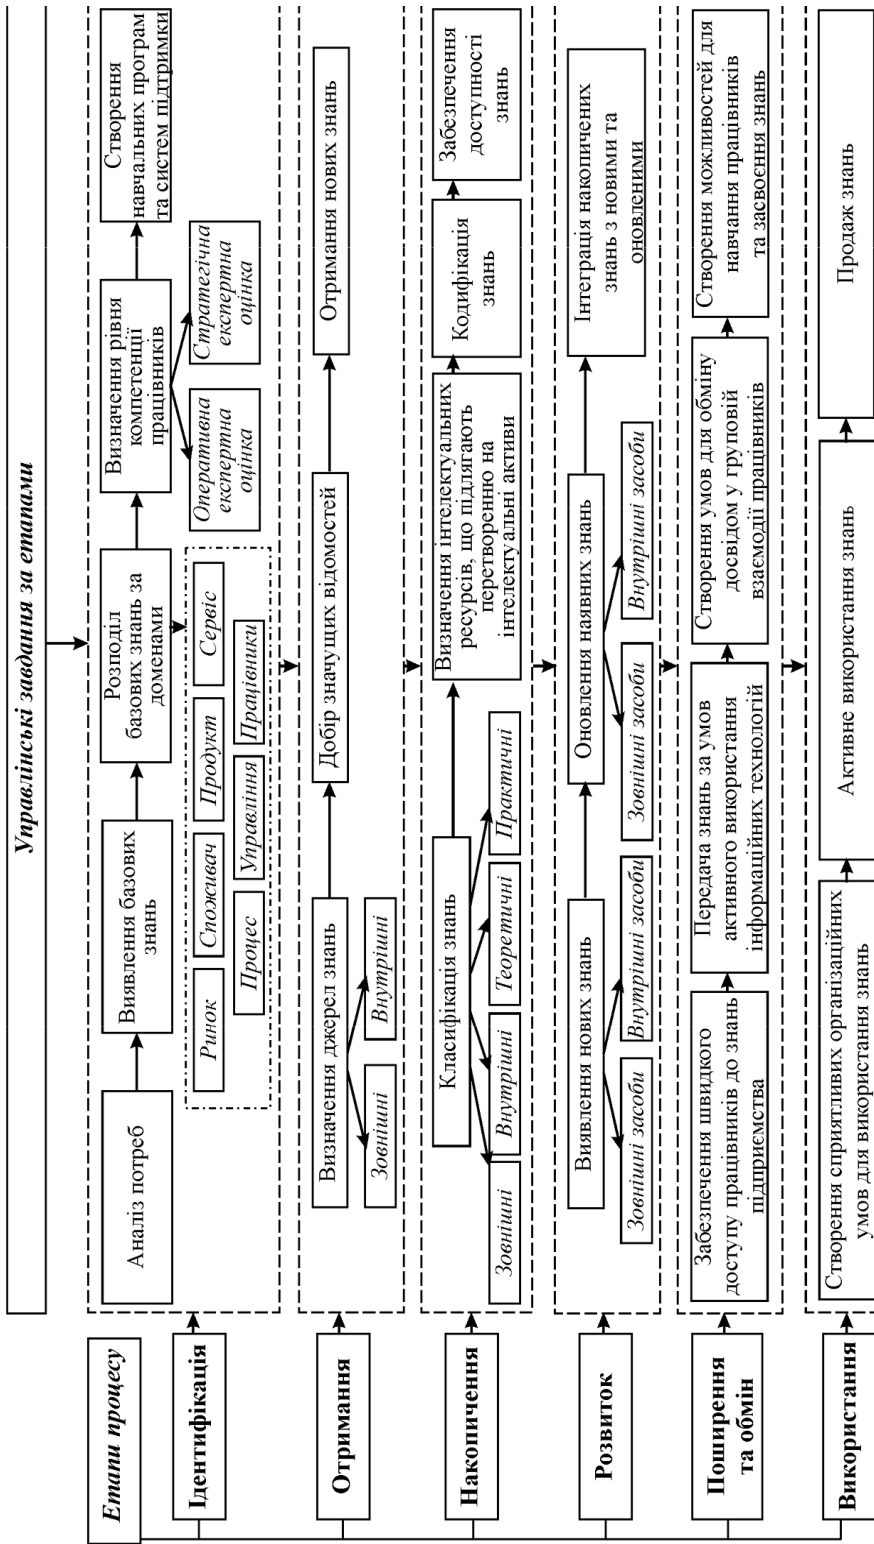 Управлінські завдання за етапами
Етапи процесу
Ідентифікація
Аналіз потреб
Виявлення базових
знань
Розподіл
базових знань за
доменами
Визначення рівня
компетенції
працівників
Створення
навчальних програм
та систем підтримки
Ринок
Споживач
Продукт
Сервіс
Процес
Управління
Працівники
Оперативна
експертна
оцінка
Стратегічна
експертна
оцінка
Отримання
Визначення джерел знань
Добір значущих відомостей
Отримання нових знань
Зовнішні
Внутрішні
Накопичення
Класифікація знань
Визначення інтелектуальних
ресурсів, що підлягають
перетворенню на
інтелектуальні активи
Кодифікація
знань
Забезпечення
доступності
знань
Зовнішні
Внутрішні
Теоретичні
Практичні
Розвиток
Виявлення нових знань
Оновлення наявних знань
Інтеграція накопичених
знань з новими та
оновленими
Зовнішні засоби
Внутрішні засоби
Зовнішні засоби
Внутрішні засоби
Поширення
та обмін
Забезпечення швидкого
доступу працівників до знань
підприємства
Передача знань за умов
активного використання
інформаційних технологій
Створення умов для обміну
досвідом у груповій
взаємодії працівників
Створення можливостей для
навчання працівників
та засвоєння знань
Використання
Створення сприятливих організаційних
умов для використання знань
Активне використання знань
Продаж знань